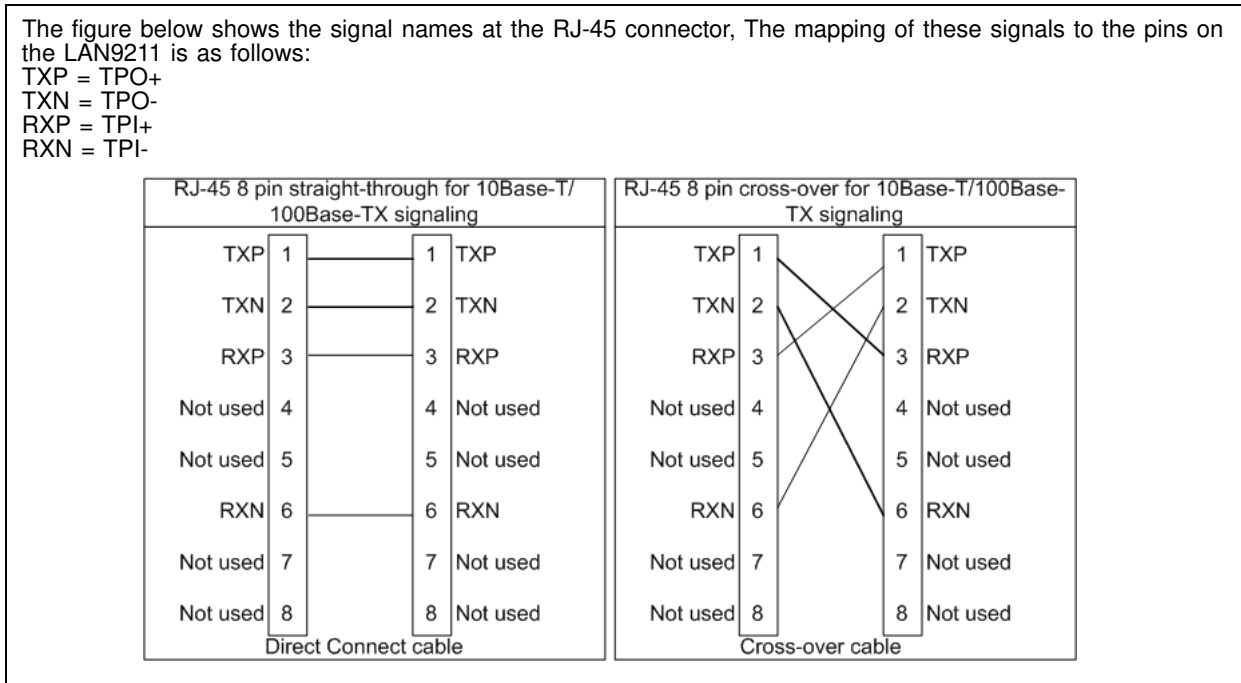 The figure below shows the signal names at the RJ-45 connector, The mapping of these signals to the pins on
the LAN9211 is as follows:
TXP = TPO+
TXN = TPO-
RXP = TPI+
RXN = TPI-
RJ-45 8 pin straight-through for 10Base-T/
100Base-TX signaling
TXP 1 1 TXP
TXN 2 2 TXN
RXP 3 3 RXP
Not used 4 4 Not used
Not used 5 5 Not used
RXN 6 6 RXN
Not used 7 7 Not used
Not used 8 8 Not used
Direct Connect cable
RJ-45 8 pin cross-over for 10Base-T/100Base-
TX signaling
TXP 1 1 TXP
TXN 2 2 TXN
RXP 3 3 RXP
Not used 4 4 Not used
Not used 5 5 Not used
RXN 6 6 RXN
Not used 7 7 Not used
Not used 8 8 Not used
Cross-over cable